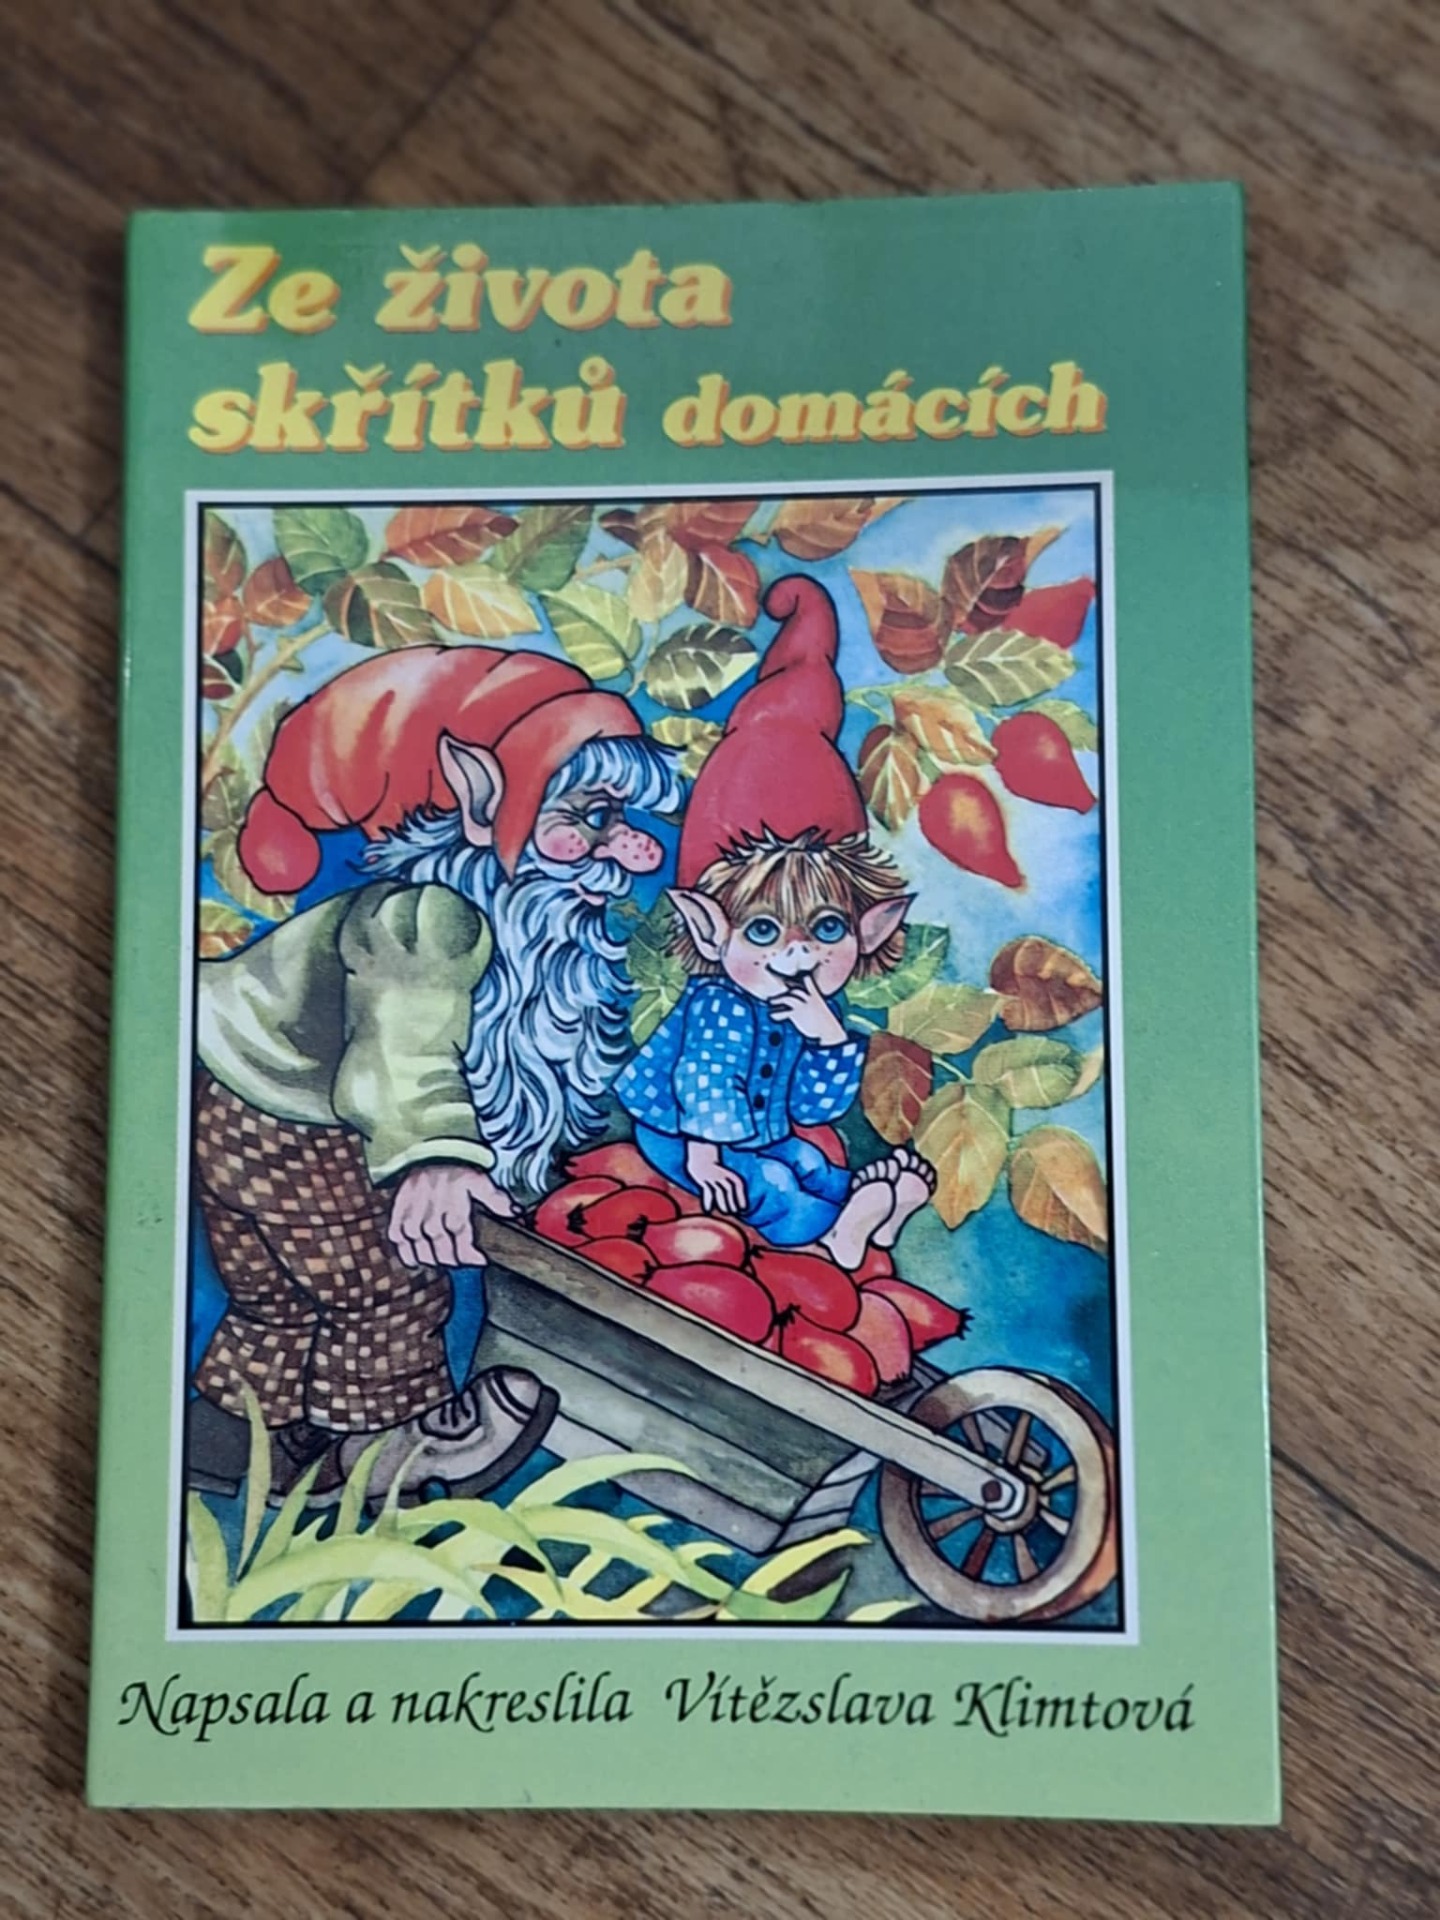 Ze života
skřítků domácích
Napsala a nakreslila Vítězslava Klimtová